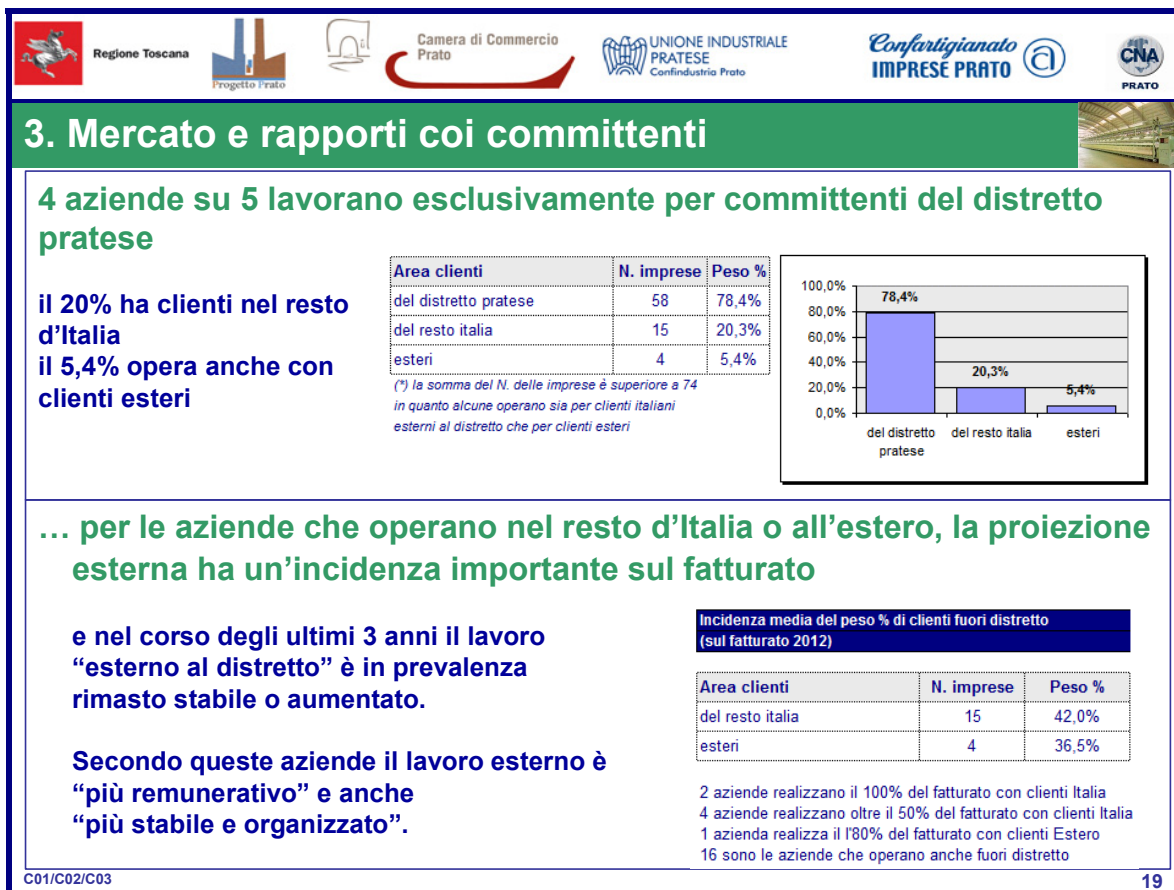 Regione Toscana
Progetto Prato
Camera di Commercio
Prato
UNIONE INDUSTRIALE
PRATESE
Confindustria Prato
Confartigianato
IMPRESE PRATO
CNA
PRATO
3. Mercato e rapporti coi committenti
4 aziende su 5 lavorano esclusivamente per committenti del distretto
pratese
il 20% ha clienti nel resto
d’Italia
il 5,4% opera anche con
clienti esteri
Area clienti N. imprese Peso %
del distretto pratese 58 78,4%
del resto italia 15 20,3%
esteri 4 5,4%
(*) la somma del N. delle imprese è superiore a 74
in quanto alcune operano sia per clienti italiani
esterni al distretto che per clienti esteri
100,0%
80,0%
60,0%
40,0%
20,0%
0,0%
78,4%
20,3%
5,4%
del distretto
pratese
del resto italia
esteri
… per le aziende che operano nel resto d’Italia o all’estero, la proiezione
esterna ha un’incidenza importante sul fatturato
e nel corso degli ultimi 3 anni il lavoro
“esterno al distretto” è in prevalenza
rimasto stabile o aumentato.
Secondo queste aziende il lavoro esterno è
“più remunerativo” e anche
“più stabile e organizzato”.
Incidenza media del peso % di clienti fuori distretto
(sul fatturato 2012)
Area clienti N. imprese Peso %
del resto italia 15 42,0%
esteri 4 36,5%
2 aziende realizzano il 100% del fatturato con clienti Italia
4 aziende realizzano oltre il 50% del fatturato con clienti Italia
1 azienda realizza il l'80% del fatturato con clienti Estero
16 sono le aziende che operano anche fuori distretto
C01/C02/C03
19